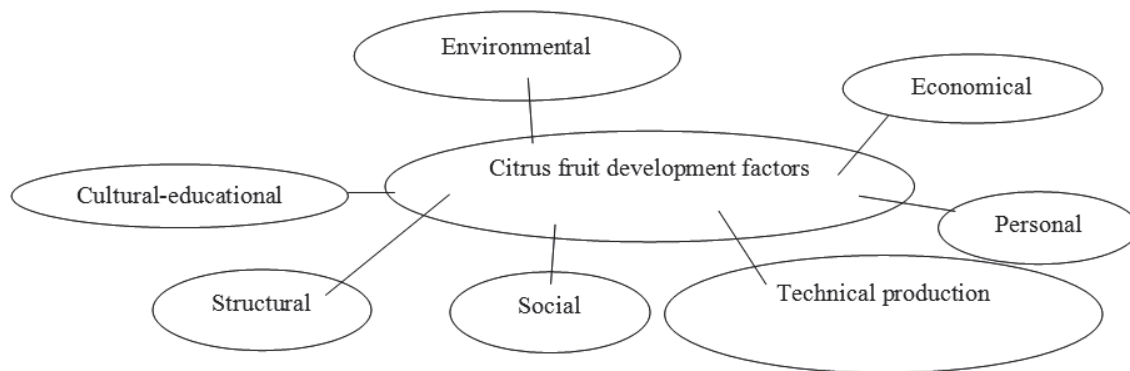 Environmental
Economical
Citrus fruit development factors
Cultural-educational
Personal
Structural
Social
Technical production